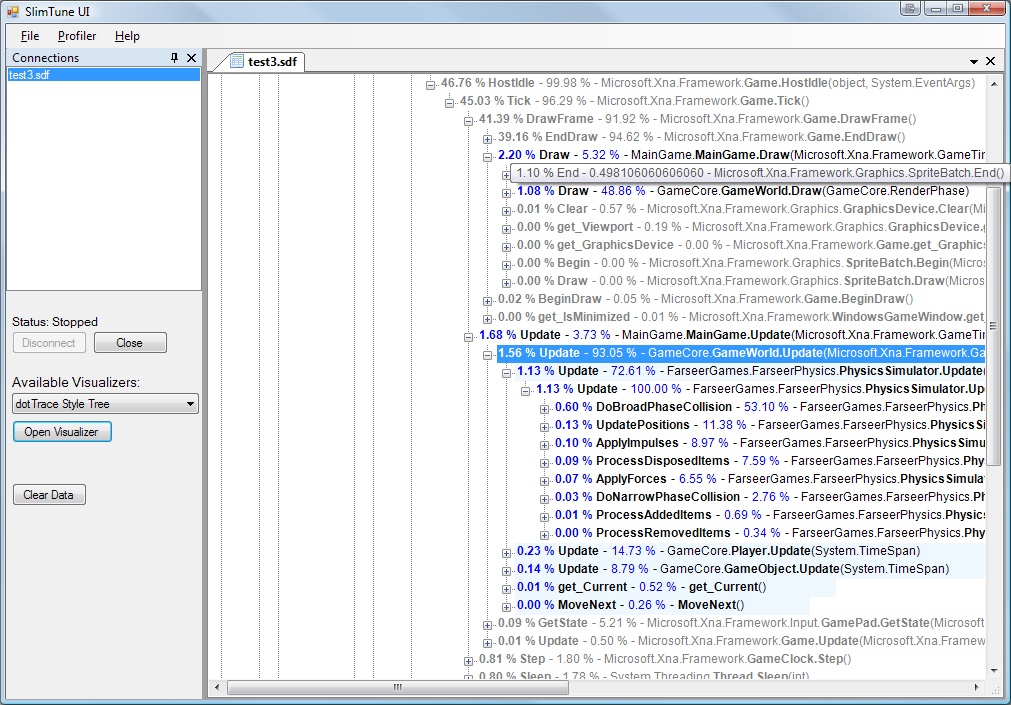 SlimTune UI
File Profiler Help
Connections
test3.sdf
Status: Stopped
Disconnect Close
Available Visualizers:
dotTrace Style Tree
Open Visualizer
Clear Data
test3.sdf
46.76 % HostIdle - 99.98 % - Microsoft.Xna.Framework.Game.HostIdle(object, System.EventArgs)
45.03 % Tick - 96.29 % - Microsoft.Xna.Framework.Game.Tick()
41.39 % DrawFrame - 91.92 % - Microsoft.Xna.Framework.Game.DrawFrame()
39.16 % EndDraw - 94.62 % - Microsoft.Xna.Framework.Game.EndDraw()
2.20 % Draw - 5.32 % - MainGame.MainGame.Draw(Microsoft.Xna.Framework.GameTim
1.10 % End - 0.498106060606060 - Microsoft.Xna.Framework.Graphics.SpriteBatch.End()
1.08 % Draw - 48.86 % - GameCore.GameWorld.Draw(GameCore.RenderPhase)
0.01 % Clear - 0.57 % - Microsoft.Xna.Framework.Graphics.GraphicsDevice.Clear(Mi
0.00 % get_Viewport - 0.19 % - Microsoft.Xna.Framework.Graphics.GraphicsDevice.g
0.00 % get_GraphicsDevice - 0.00 % - Microsoft.Xna.Framework.Game.get_Graphics
0.00 % Begin - 0.00 % - Microsoft.Xna.Framework.Graphics.SpriteBatch.Begin(Micros
0.00 % Draw - 0.00 % - Microsoft.Xna.Framework.Graphics.SpriteBatch.Draw(Micros
0.02 % BeginDraw - 0.05 % - Microsoft.Xna.Framework.Game.BeginDraw()
0.00 % get_IsMinimized - 0.01 % - Microsoft.Xna.Framework.WindowsGameWindow.get_
1.68 % Update - 3.73 % - MainGame.MainGame.Update(Microsoft.Xna.Framework.GameTim
1.56 % Update - 93.05 % - GameCore.GameWorld.Update(Microsoft.Xna.Framework.Ga
1.13 % Update - 72.61 % - FarseerGames.FarseerPhysics.PhysicsSimulator.Update(
1.13 % Update - 100.00 % - FarseerGames.FarseerPhysics.PhysicsSimulator.Up
0.60 % DoBroadPhaseCollision - 53.10 % - FarseerGames.FarseerPhysics.Ph
0.13 % UpdatePositions - 11.38 % - FarseerGames.FarseerPhysics.PhysicsSi
0.10 % ApplyImpulses - 8.97 % - FarseerGames.FarseerPhysics.PhysicsSimu
0.09 % ProcessDisposedItems - 7.59 % - FarseerGames.FarseerPhysics.Phy
0.07 % ApplyForces - 6.55 % - FarseerGames.FarseerPhysics.PhysicsSimula
0.03 % DoNarrowPhaseCollision - 2.76 % - FarseerGames.FarseerPhysics.Ph
0.01 % ProcessAddedItems - 0.69 % - FarseerGames.FarseerPhysics.Physics
0.00 % ProcessRemovedItems - 0.34 % - FarseerGames.FarseerPhysics.Phy
0.23 % Update - 14.73 % - GameCore.Player.Update(System.TimeSpan)
0.14 % Update - 8.79 % - GameCore.GameObject.Update(System.TimeSpan)
0.01 % get_Current - 0.52 % - get_Current()
0.00 % MoveNext - 0.26 % - MoveNext()
0.09 % GetState - 5.21 % - Microsoft.Xna.Framework.Input.GamePad.GetState(Microsoft
0.01 % Update - 0.50 % - Microsoft.Xna.Framework.Game.Update(Microsoft.Xna.Framew
0.81 % Step - 1.80 % - Microsoft.Xna.Framework.GameClock.Step()
0.80 % Sleep - 1.78 % - System.Threading.Thread.Sleep(int)